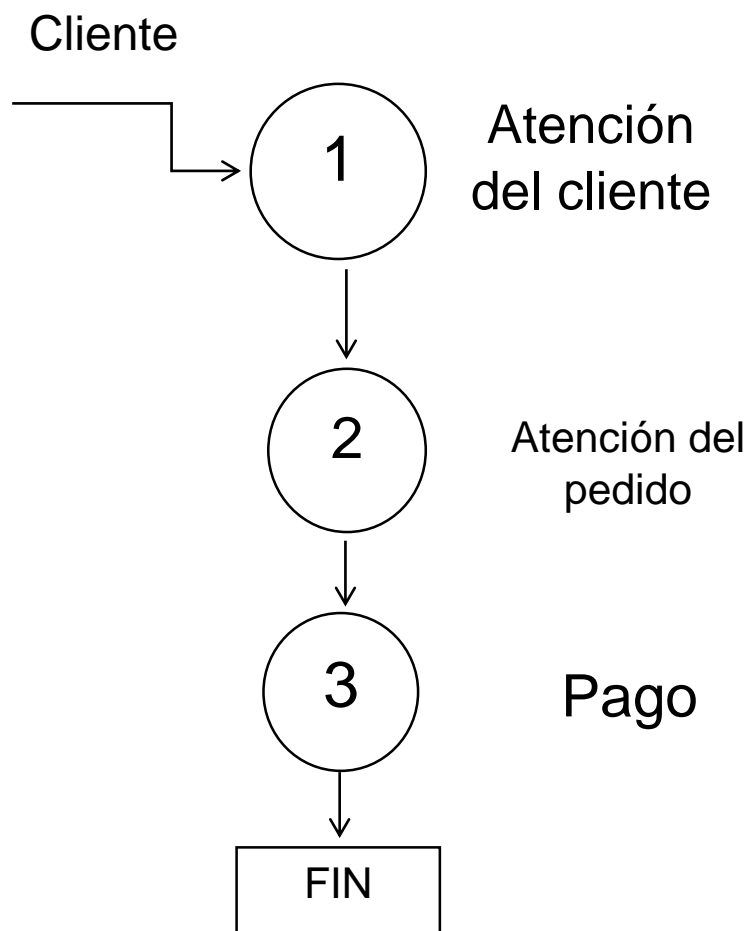 Cliente
1
Atención
del cliente
2
Atención del
pedido
3
Pago
FIN